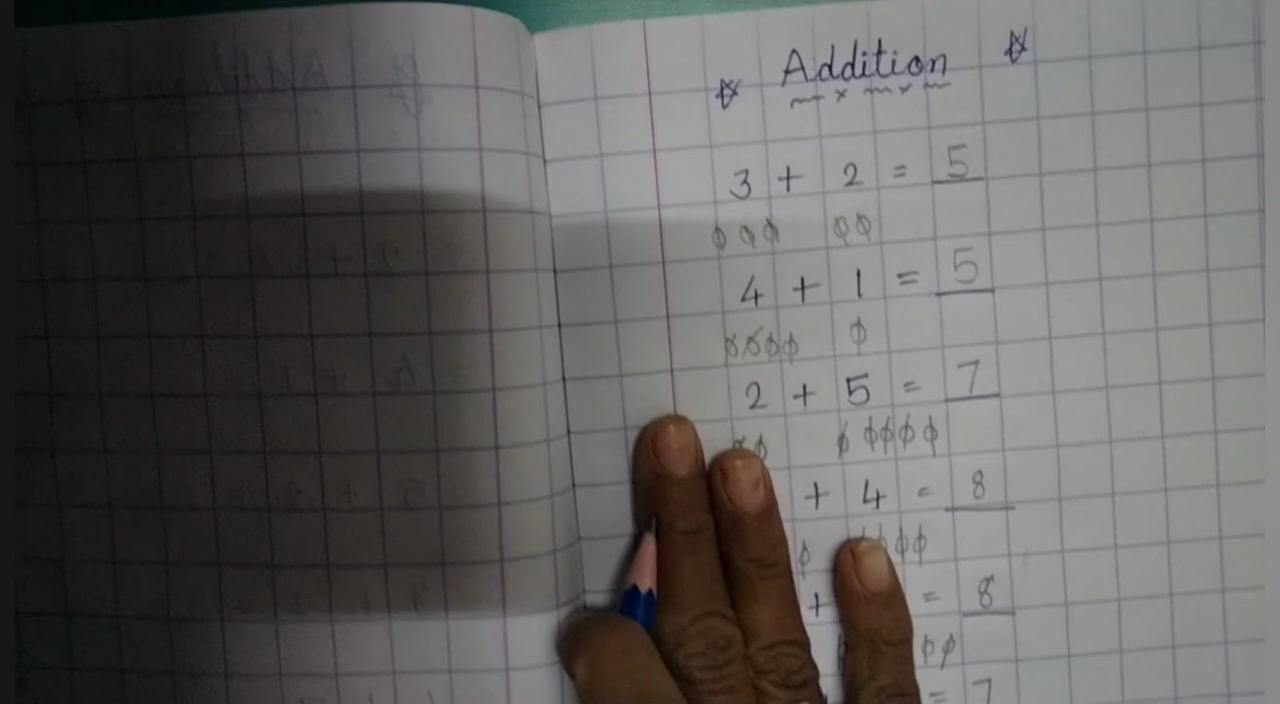 Addition
3 + 2 = 5
4 + 1 = 5
2 + 5 = 7
+ 4 = 8
+ = 8
= 7